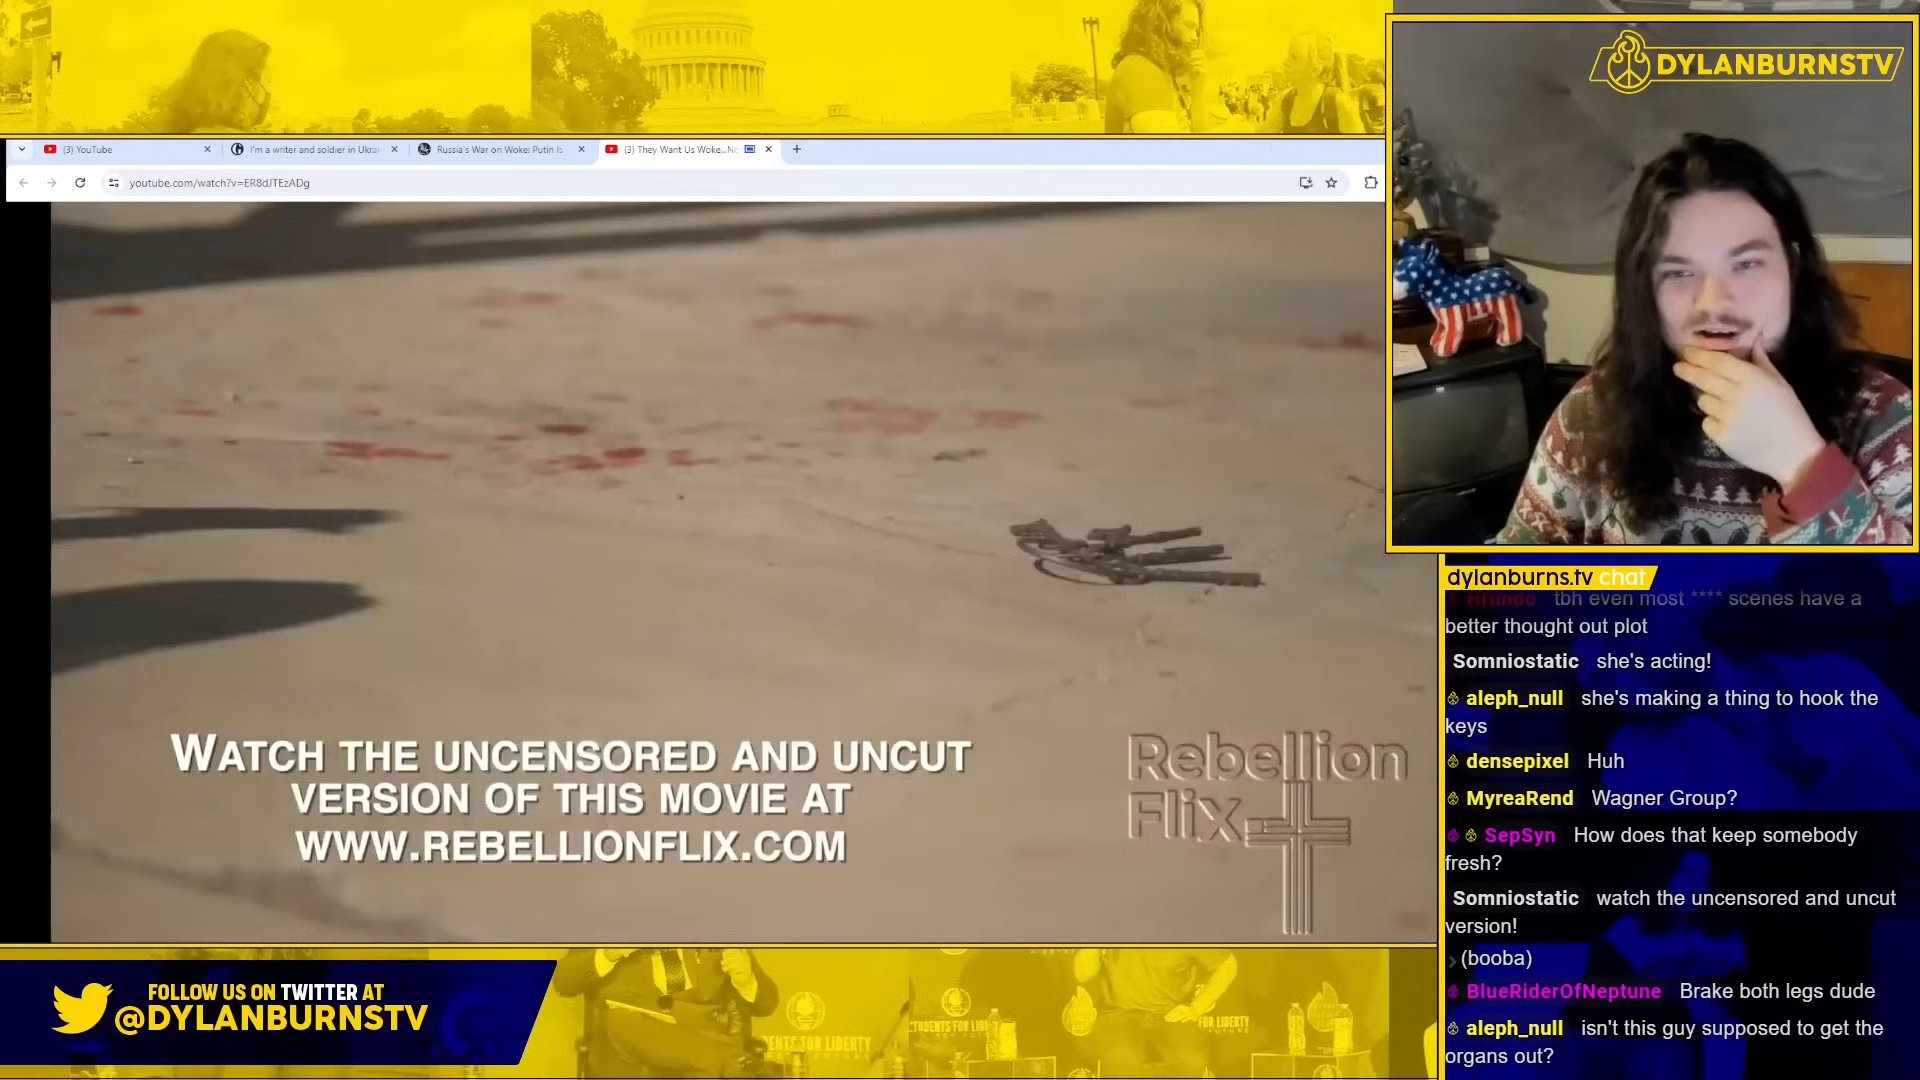 DYLANBURNSTV
(3) YouTube
I'm a writer and soldier in Ukra
Russia's War on Woke: Putin Is
(3) They Want Us Woke...No
youtube.com/watch?v=ER8dJTEzADg
WATCH THE UNCENSORED AND UNCUT
VERSION OF THIS MOVIE AT
WWW.REBELLIONFLIX.COM
Rebellion
Flix
dylanburns.tv chat
Hrundo tbh even most **** scenes have a
better thought out plot
Somniostatic she's acting!
aleph_null she's making a thing to hook the
keys
densepixel Huh
MyreaRend Wagner Group?
SepSyn How does that keep somebody
fresh?
Somniostatic watch the uncensored and uncut
version!
(booba)
BlueRiderOfNeptune Brake both legs dude
aleph_null isn't this guy supposed to get the
organs out?
FOLLOW US ON TWITTER AT
@DYLANBURNSTV
FOR LIBERTY